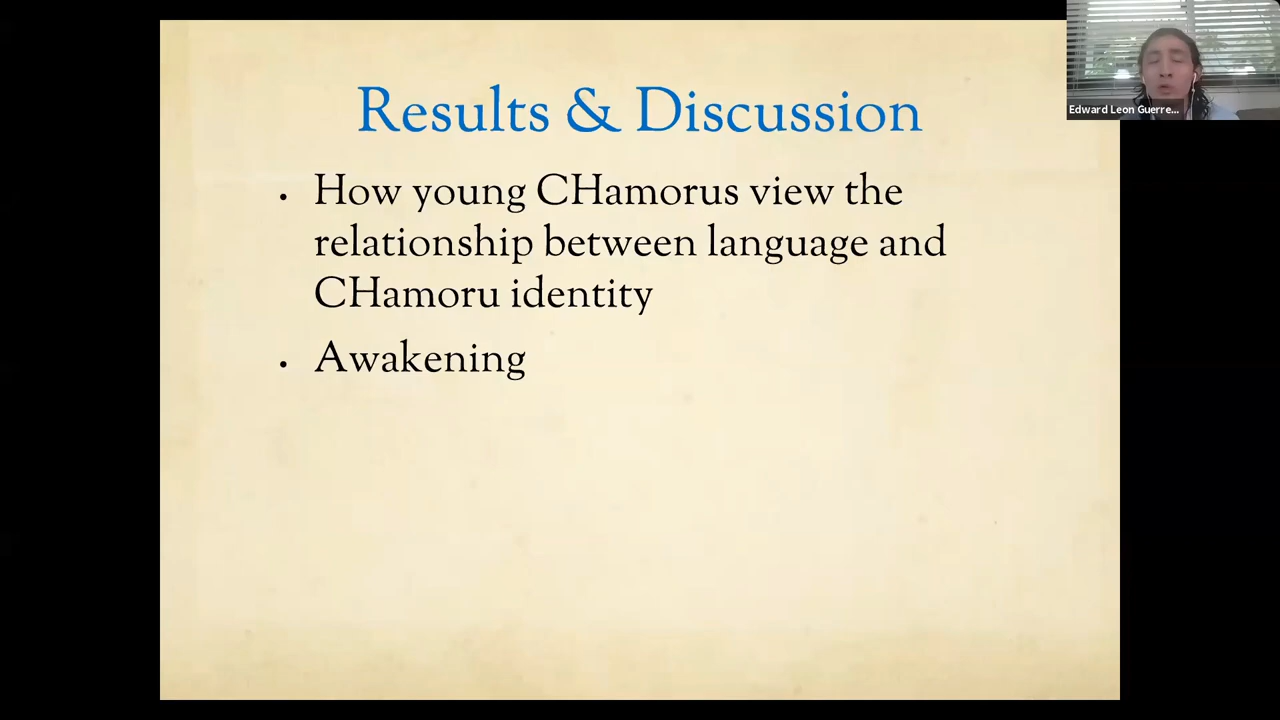 Results & Discussion
Edward Leon Guerre...
• How young CHamorus view the
relationship between language and
CHamoru identity
• Awakening